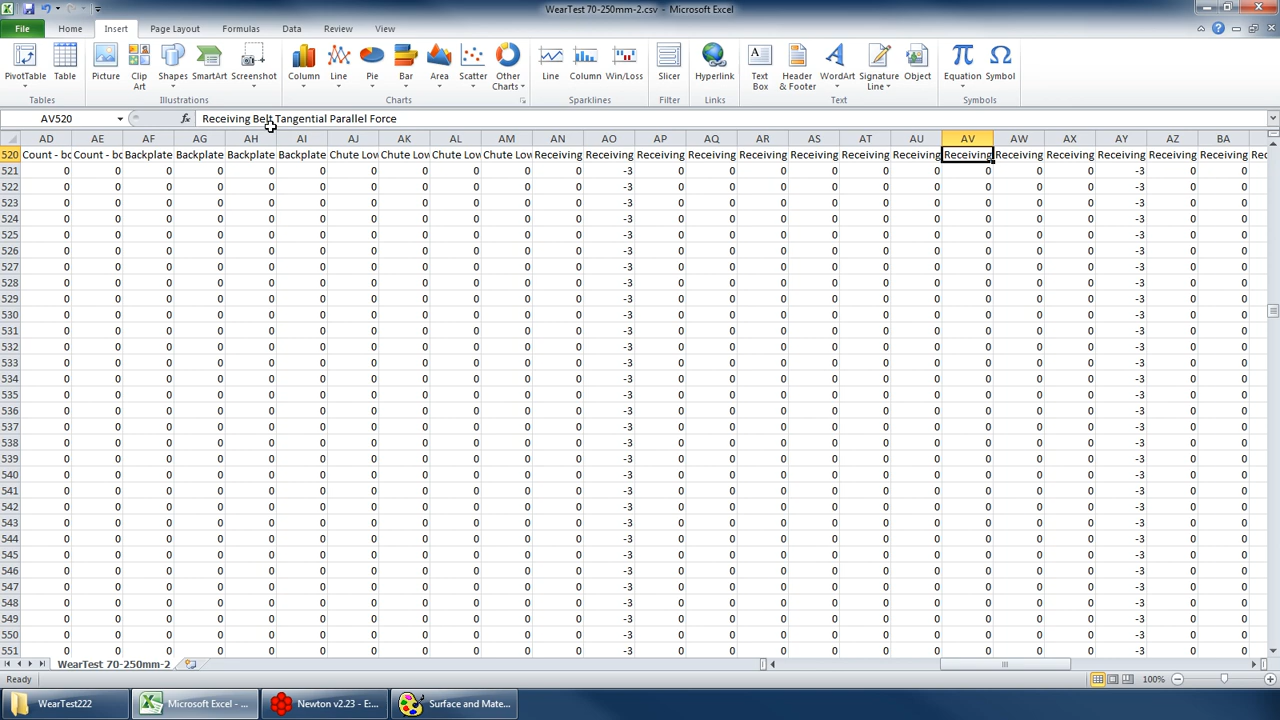 WearTest 70-250mm-2.csv - Microsoft Excel
File Home Insert Page Layout Formulas Data Review View
PivotTable Table Picture Clip Art Shapes SmartArt Screenshot Column Line Pie Bar Area Scatter Other Charts Line Column Win/Loss Slicer Hyperlink Text Box Header & Footer WordArt Signature Line Object Equation Symbol
Tables Illustrations Charts Sparklines Filter Links Text Symbols
AV520 fx Receiving Belt Tangential Parallel Force
AD AE AF AG AH AI AJ AK AL AM AN AO AP AQ AR AS AT AU AV AW AX AY AZ BA
520 Count - bo Count - bo Backplate Backplate Backplate Backplate Chute Low Chute Low Chute Low Chute Low Receiving Receiving Receiving Receiving Receiving Receiving Receiving Receiving Receiving Receiving Receiving Receiving Receiving Receiving Rec
521 0 0 0 0 0 0 0 0 0 0 0 -3 0 0 0 0 0 0 0 0 0 -3 0 0
522 0 0 0 0 0 0 0 0 0 0 0 -3 0 0 0 0 0 0 0 0 0 -3 0 0
523 0 0 0 0 0 0 0 0 0 0 0 -3 0 0 0 0 0 0 0 0 0 -3 0 0
524 0 0 0 0 0 0 0 0 0 0 0 -3 0 0 0 0 0 0 0 0 0 -3 0 0
525 0 0 0 0 0 0 0 0 0 0 0 -3 0 0 0 0 0 0 0 0 0 -3 0 0
526 0 0 0 0 0 0 0 0 0 0 0 -3 0 0 0 0 0 0 0 0 0 -3 0 0
527 0 0 0 0 0 0 0 0 0 0 0 -3 0 0 0 0 0 0 0 0 0 -3 0 0
528 0 0 0 0 0 0 0 0 0 0 0 -3 0 0 0 0 0 0 0 0 0 -3 0 0
529 0 0 0 0 0 0 0 0 0 0 0 -3 0 0 0 0 0 0 0 0 0 -3 0 0
530 0 0 0 0 0 0 0 0 0 0 0 -3 0 0 0 0 0 0 0 0 0 -3 0 0
531 0 0 0 0 0 0 0 0 0 0 0 -3 0 0 0 0 0 0 0 0 0 -3 0 0
532 0 0 0 0 0 0 0 0 0 0 0 -3 0 0 0 0 0 0 0 0 0 -3 0 0
533 0 0 0 0 0 0 0 0 0 0 0 -3 0 0 0 0 0 0 0 0 0 -3 0 0
534 0 0 0 0 0 0 0 0 0 0 0 -3 0 0 0 0 0 0 0 0 0 -3 0 0
535 0 0 0 0 0 0 0 0 0 0 0 -3 0 0 0 0 0 0 0 0 0 -3 0 0
536 0 0 0 0 0 0 0 0 0 0 0 -3 0 0 0 0 0 0 0 0 0 -3 0 0
537 0 0 0 0 0 0 0 0 0 0 0 -3 0 0 0 0 0 0 0 0 0 -3 0 0
538 0 0 0 0 0 0 0 0 0 0 0 -3 0 0 0 0 0 0 0 0 0 -3 0 0
539 0 0 0 0 0 0 0 0 0 0 0 -3 0 0 0 0 0 0 0 0 0 -3 0 0
540 0 0 0 0 0 0 0 0 0 0 0 -3 0 0 0 0 0 0 0 0 0 -3 0 0
541 0 0 0 0 0 0 0 0 0 0 0 -3 0 0 0 0 0 0 0 0 0 -3 0 0
542 0 0 0 0 0 0 0 0 0 0 0 -3 0 0 0 0 0 0 0 0 0 -3 0 0
543 0 0 0 0 0 0 0 0 0 0 0 -3 0 0 0 0 0 0 0 0 0 -3 0 0
544 0 0 0 0 0 0 0 0 0 0 0 -3 0 0 0 0 0 0 0 0 0 -3 0 0
545 0 0 0 0 0 0 0 0 0 0 0 -3 0 0 0 0 0 0 0 0 0 -3 0 0
546 0 0 0 0 0 0 0 0 0 0 0 -3 0 0 0 0 0 0 0 0 0 -3 0 0
547 0 0 0 0 0 0 0 0 0 0 0 -3 0 0 0 0 0 0 0 0 0 -3 0 0
548 0 0 0 0 0 0 0 0 0 0 0 -3 0 0 0 0 0 0 0 0 0 -3 0 0
549 0 0 0 0 0 0 0 0 0 0 0 -3 0 0 0 0 0 0 0 0 0 -3 0 0
550 0 0 0 0 0 0 0 0 0 0 0 -3 0 0 0 0 0 0 0 0 0 -3 0 0
551 0 0 0 0 0 0 0 0 0 0 0 -3 0 0 0 0 0 0 0 0 0 -3 0 0
WearTest 70-250mm-2
Ready 100%
WearTest222 Microsoft Excel - ... Newton v2.23 - E:... Surface and Mate...